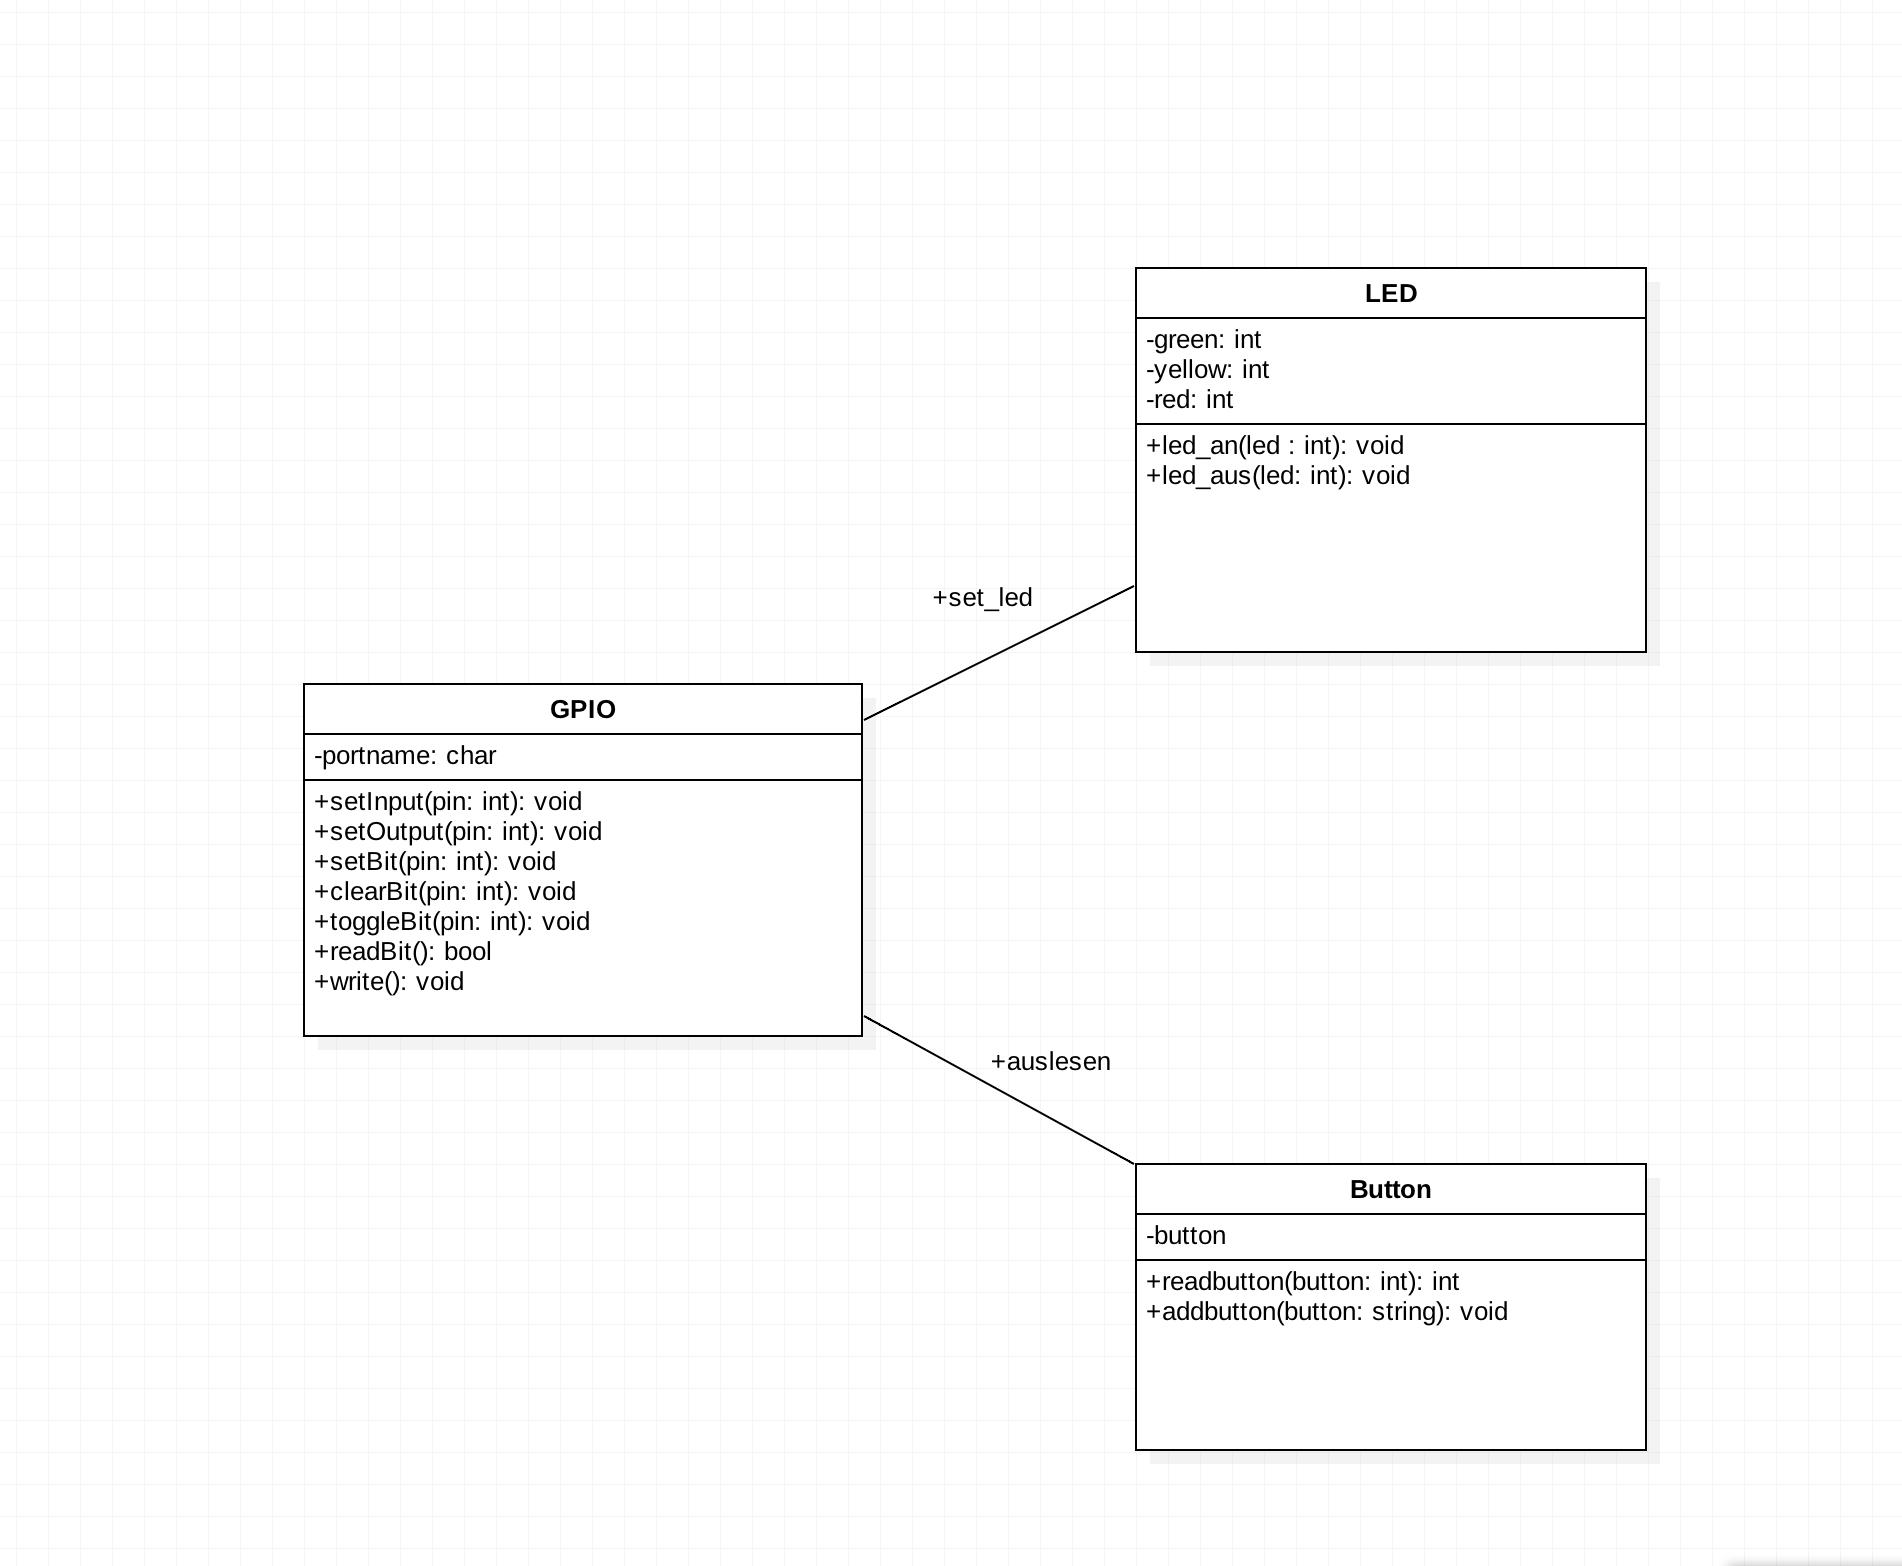 LED
-green: int
-yellow: int
-red: int
+led_an(led : int): void
+led_aus(led: int): void
+set_led
GPIO
-portname: char
+setInput(pin: int): void
+setOutput(pin: int): void
+setBit(pin: int): void
+clearBit(pin: int): void
+toggleBit(pin: int): void
+readBit(): bool
+write(): void
+auslesen
Button
-button
+readbutton(button: int): int
+addbutton(button: string): void